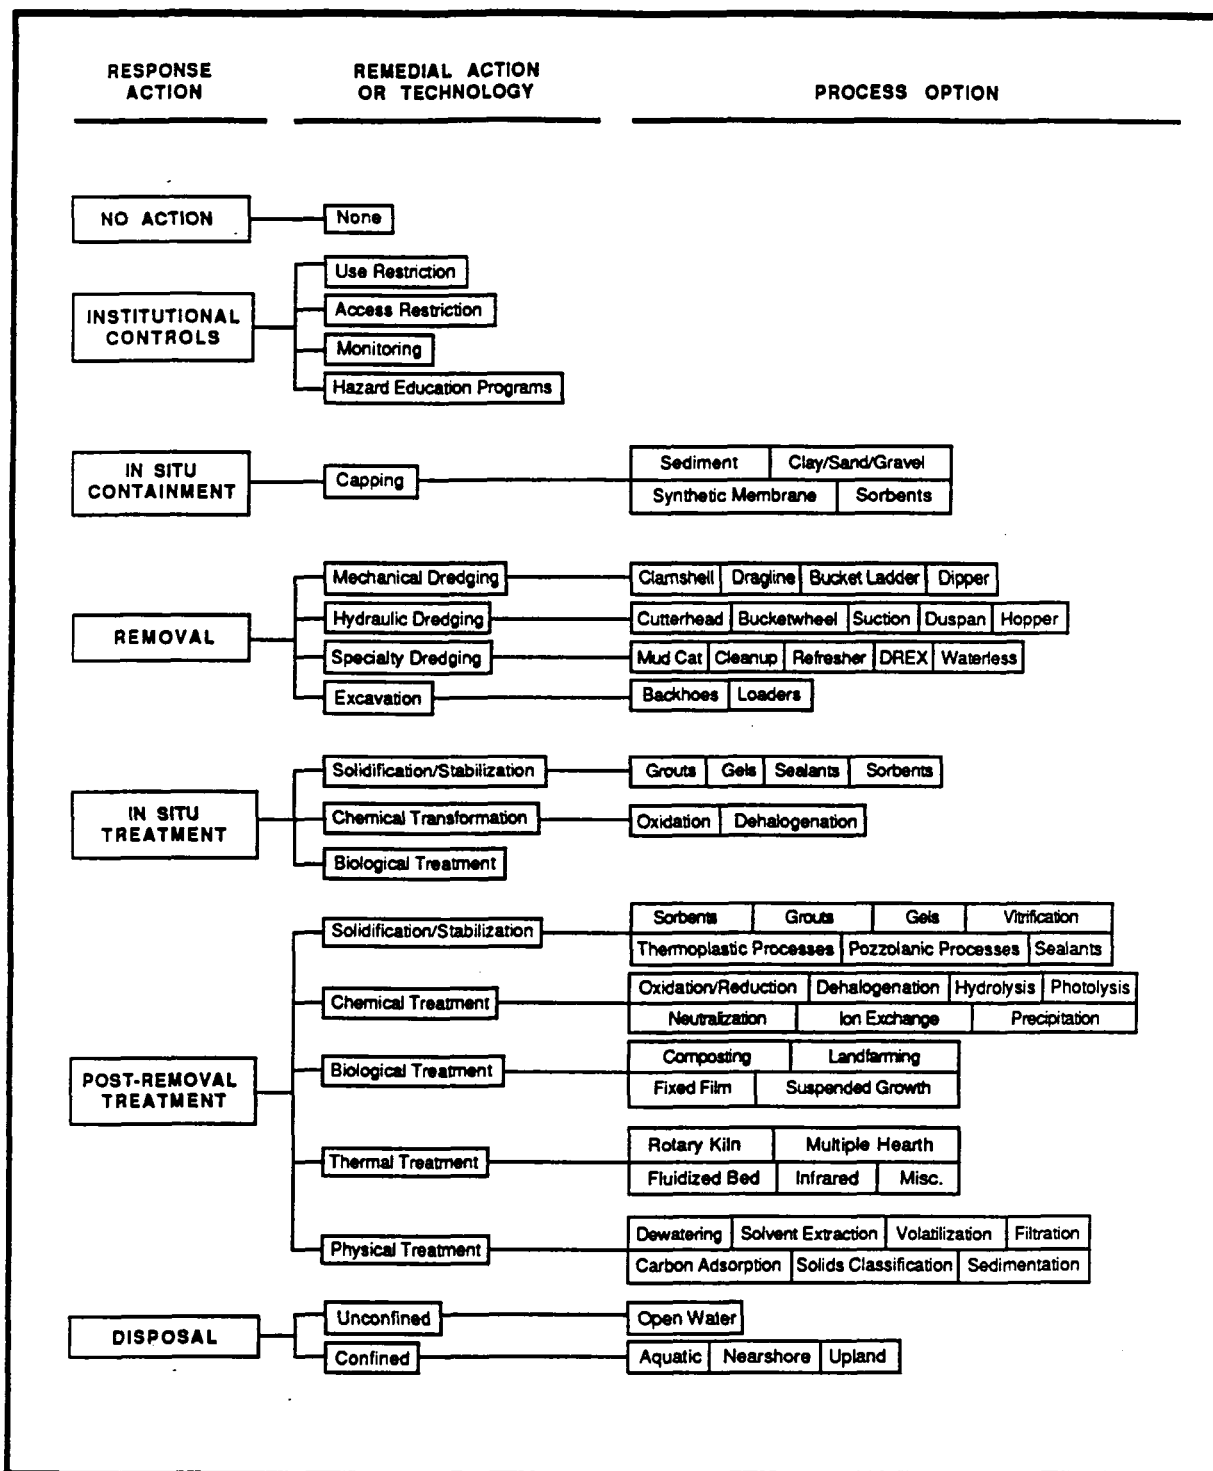 RESPONSE ACTION
REMEDIAL ACTION OR TECHNOLOGY
PROCESS OPTION
NO ACTION
None
INSTITUTIONAL CONTROLS
Use Restriction
Access Restriction
Monitoring
Hazard Education Programs
IN SITU CONTAINMENT
Capping
Sediment Clay/Sand/Gravel
Synthetic Membrane Sorbents
REMOVAL
Mechanical Dredging Clamshell Dragline Bucket Ladder Dipper
Hydraulic Dredging Cutterhead Bucketwheel Suction Duspan Hopper
Specialty Dredging Mud Cat Cleanup Refresher DREX Waterless
Excavation Backhoes Loaders
IN SITU TREATMENT
Solidification/Stabilization Grouts Gels Sealants Sorbents
Chemical Transformation Oxidation Dehalogenation
Biological Treatment
POST-REMOVAL TREATMENT
Solidification/Stabilization
Sorbents Grouts Gels Vitrification
Thermoplastic Processes Pozzolanic Processes Sealants
Chemical Treatment
Oxidation/Reduction Dehalogenation Hydrolysis Photolysis
Neutralization Ion Exchange Precipitation
Biological Treatment
Composting Landfarming
Fixed Film Suspended Growth
Thermal Treatment
Rotary Kiln Multiple Hearth
Fluidized Bed Infrared Misc.
Physical Treatment
Dewatering Solvent Extraction Volatilization Filtration
Carbon Adsorption Solids Classification Sedimentation
DISPOSAL
Unconfined Open Water
Confined Aquatic Nearshore Upland